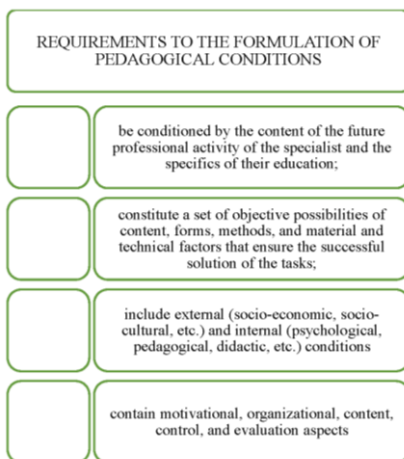 REQUIREMENTS TO THE FORMULATION OF
PEDAGOGICAL CONDITIONS
be conditioned by the content of the future
professional activity of the specialist and the
specifics of their education;
constitute a set of objective possibilities of
content, forms, methods, and material and
technical factors that ensure the successful
solution of the tasks;
include external (socio-economic, socio-
cultural, etc.) and internal (psychological,
pedagogical, didactic, etc.) conditions
contain motivational, organizational, content,
control, and evaluation aspects